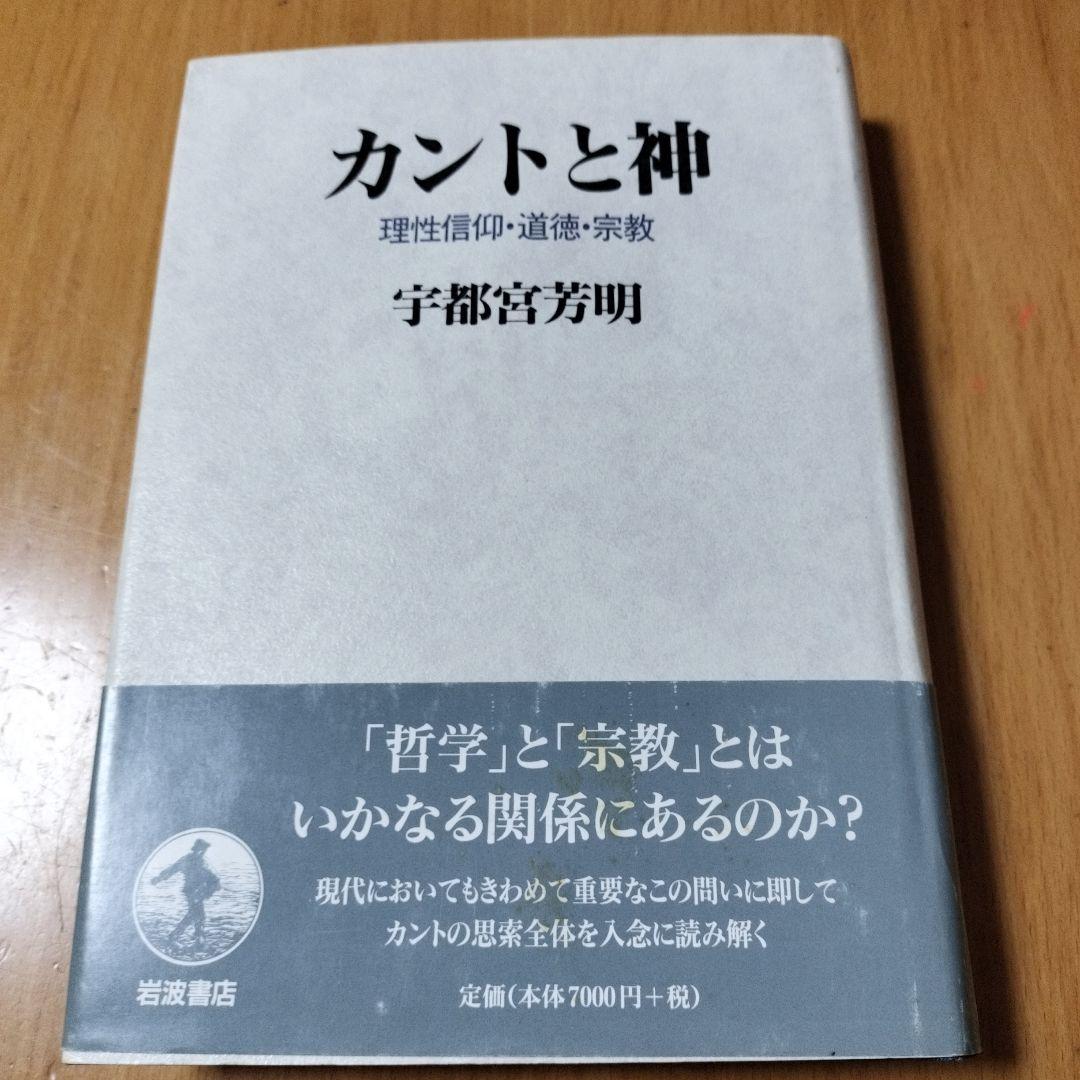 カントと神
理性信仰・道徳・宗教
宇都宮芳明
「哲学」と「宗教」とは
いかなる関係にあるのか?
現代においてもきわめて重要なこの問いに即して
カントの思索全体を入念に読み解く
岩波書店
定価(本体7000円+税)